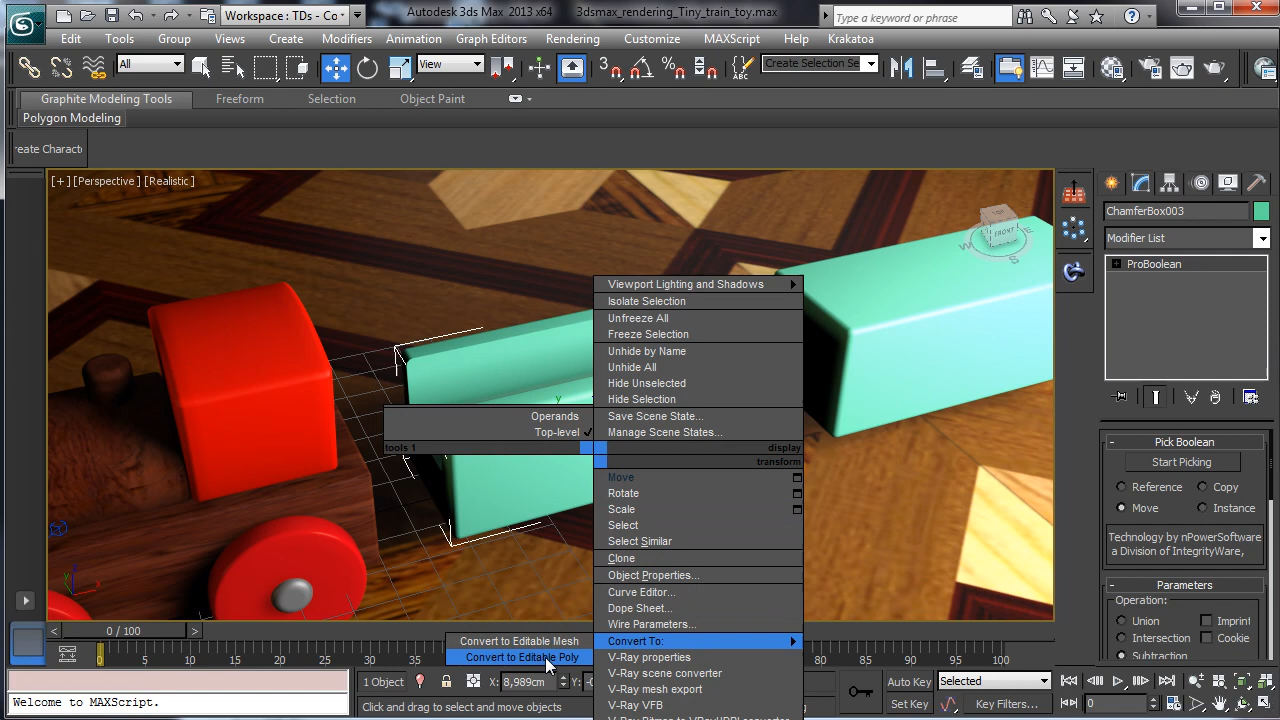 Workspace : TDs - Co
Autodesk 3ds Max 2013 x64 3dsmax_rendering_Tiny_train_toy.max
Type a keyword or phrase
Edit Tools Group Views Create Modifiers Animation Graph Editors Rendering Customize MAXScript Help Krakatoa
All View Create Selection Se
Graphite Modeling Tools Freeform Selection Object Paint
Polygon Modeling
reate Characte
[+] [Perspective] [Realistic]
TOP
FRONT
W E
S
ChamferBox003
Modifier List
ProBoolean
Viewport Lighting and Shadows
Isolate Selection
Unfreeze All
Freeze Selection
Unhide by Name
Unhide All
Hide Unselected
Hide Selection
y
Operands
Save Scene State...
Top-level
Manage Scene States...
tools 1 display
transform
Move
Rotate
Scale
Select
Select Similar
Clone
Object Properties...
Curve Editor...
Dope Sheet...
Wire Parameters...
Convert To:
V-Ray properties
V-Ray scene converter
V-Ray mesh export
V-Ray VFB
V-Ray Bitmap to VRayHDRI converter
Convert to Editable Mesh
Convert to Editable Poly
Pick Boolean
Start Picking
Reference Copy
Move Instance
Technology by nPowerSoftware
a Division of IntegrityWare,
Parameters
Operation:
Union Imprint
Intersection Cookie
Subtraction
z
y x
< 0 / 100 >
0 5 10 15 20 25 30 35 80 85 90 95 100
1 Object X: 8,989cm Y:
Auto Key Selected
Set Key Key Filters... 0
Welcome to MAXScript.
Click and drag to select and move objects